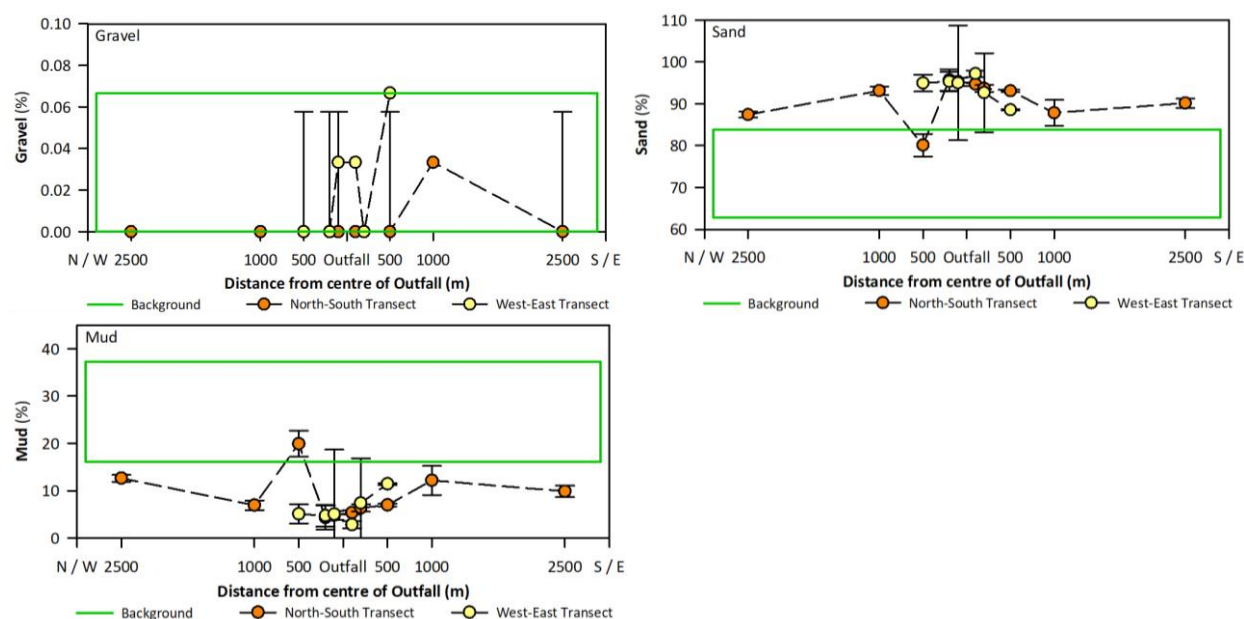 Gravel
Gravel (%)
0.10
0.08
0.06
0.04
0.02
0.00
N / W 2500 1000 500 Outfall 500 1000 2500 S / E
Distance from centre of Outfall (m)
Background North-South Transect West-East Transect
Sand
Sand (%)
110
100
90
80
70
60
N / W 2500 1000 500 Outfall 500 1000 2500 S / E
Distance from centre of Outfall (m)
Background North-South Transect West-East Transect
Mud
Mud (%)
40
30
20
10
0
N / W 2500 1000 500 Outfall 500 1000 2500 S / E
Distance from centre of Outfall (m)
Background North-South Transect West-East Transect